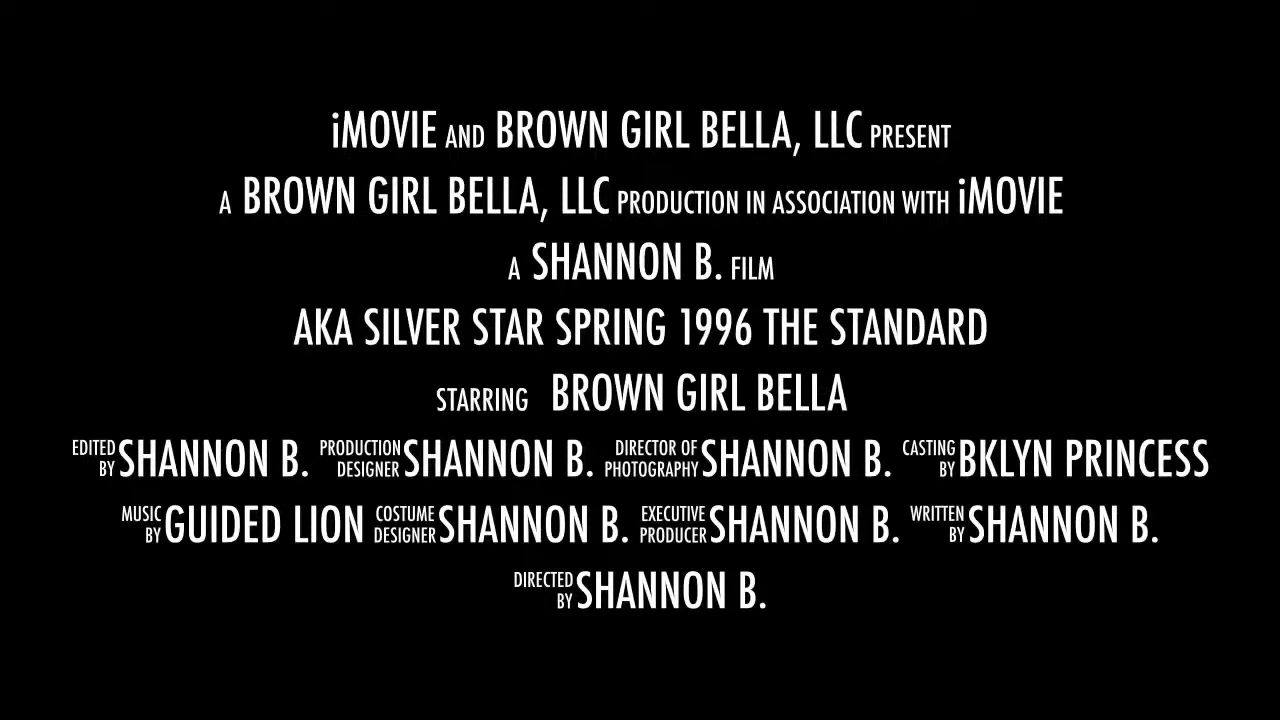 iMOVIE AND BROWN GIRL BELLA, LLC PRESENT
A BROWN GIRL BELLA, LLC PRODUCTION IN ASSOCIATION WITH iMOVIE
A SHANNON B. FILM
AKA SILVER STAR SPRING 1996 THE STANDARD
STARRING BROWN GIRL BELLA
EDITED BY SHANNON B. PRODUCTION DESIGNER SHANNON B. DIRECTOR OF PHOTOGRAPHY SHANNON B. CASTING BY BKLYN PRINCESS
MUSIC BY GUIDED LION COSTUME DESIGNER SHANNON B. EXECUTIVE PRODUCER SHANNON B. WRITTEN BY SHANNON B.
DIRECTED BY SHANNON B.